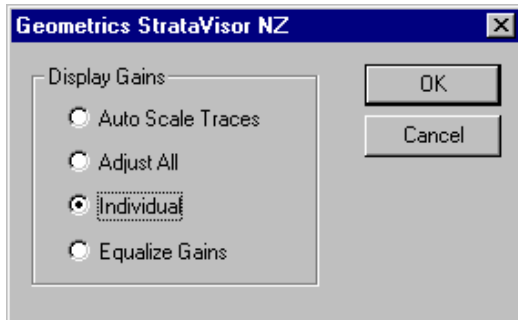 Geometrics StrataVisor NZ
Display Gains
Auto Scale Traces
Adjust All
Individual
Equalize Gains
OK
Cancel